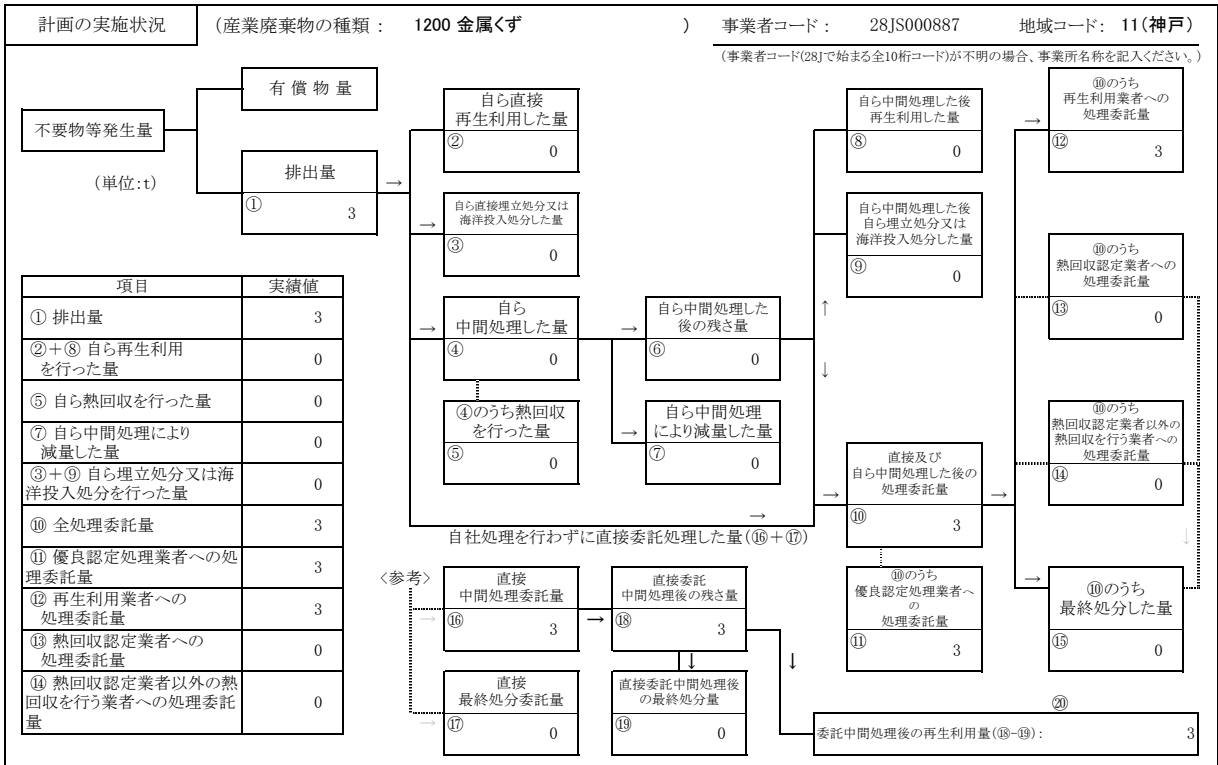 計画の実施状況 (産業廃棄物の種類： 1200 金属くず ) 事業者コード： 28JS000887 地域コード： 11(神戸)
(事業者コード(28Jで始まる全10桁コード)が不明の場合、事業所名称を記入ください。)
不要物等発生量
(単位:t)
有償物量
排出量
①
3
→
自ら直接
再生利用した量
②
0
→
自ら直接埋立処分又は
海洋投入処分した量
③
0
→
自ら
中間処理した量
④
0
④のうち熱回収
を行った量
⑤
0
→
自ら中間処理した
後の残さ量
⑥
0
→
自ら中間処理
により減量した量
⑦
0
自ら中間処理した後
再生利用した量
⑧
0
自ら中間処理した後
自ら埋立処分又は
海洋投入処分した量
⑨
0
↑
↓
→
直接及び
自ら中間処理した後の
処理委託量
⑩
3
→
⑩のうち
優良認定処理業者へ
の
処理委託量
⑪
3
→
⑩のうち
再生利用業者への
処理委託量
⑫
3
⑩のうち
熱回収認定業者への
処理委託量
⑬
0
⑩のうち
熱回収認定業者以外の
熱回収を行う業者への
処理委託量
⑭
0
↓
→
⑩のうち
最終処分した量
⑮
0
項目 実績値
① 排出量 3
②＋⑧ 自ら再生利用
を行った量 0
⑤ 自ら熱回収を行った量 0
⑦ 自ら中間処理により
減量した量 0
③＋⑨ 自ら埋立処分又は海
洋投入処分を行った量 0
⑩ 全処理委託量 3
⑪ 優良認定処理業者への処
理委託量 3
⑫ 再生利用業者への
処理委託量 3
⑬ 熱回収認定業者への
処理委託量 0
⑭ 熱回収認定業者以外の熱
回収を行う業者への処理委託
量 0
→
自社処理を行わずに直接委託処理した量(⑯＋⑰)
〈参考〉
→
直接
中間処理委託量
⑯
3
→
直接委託
中間処理後の残さ量
⑱
3
→
直接
最終処分委託量
⑰
0
↓
直接委託中間処理後
の最終処分量
⑲
0
↓
⑳
委託中間処理後の再生利用量(⑱-⑲)： 3